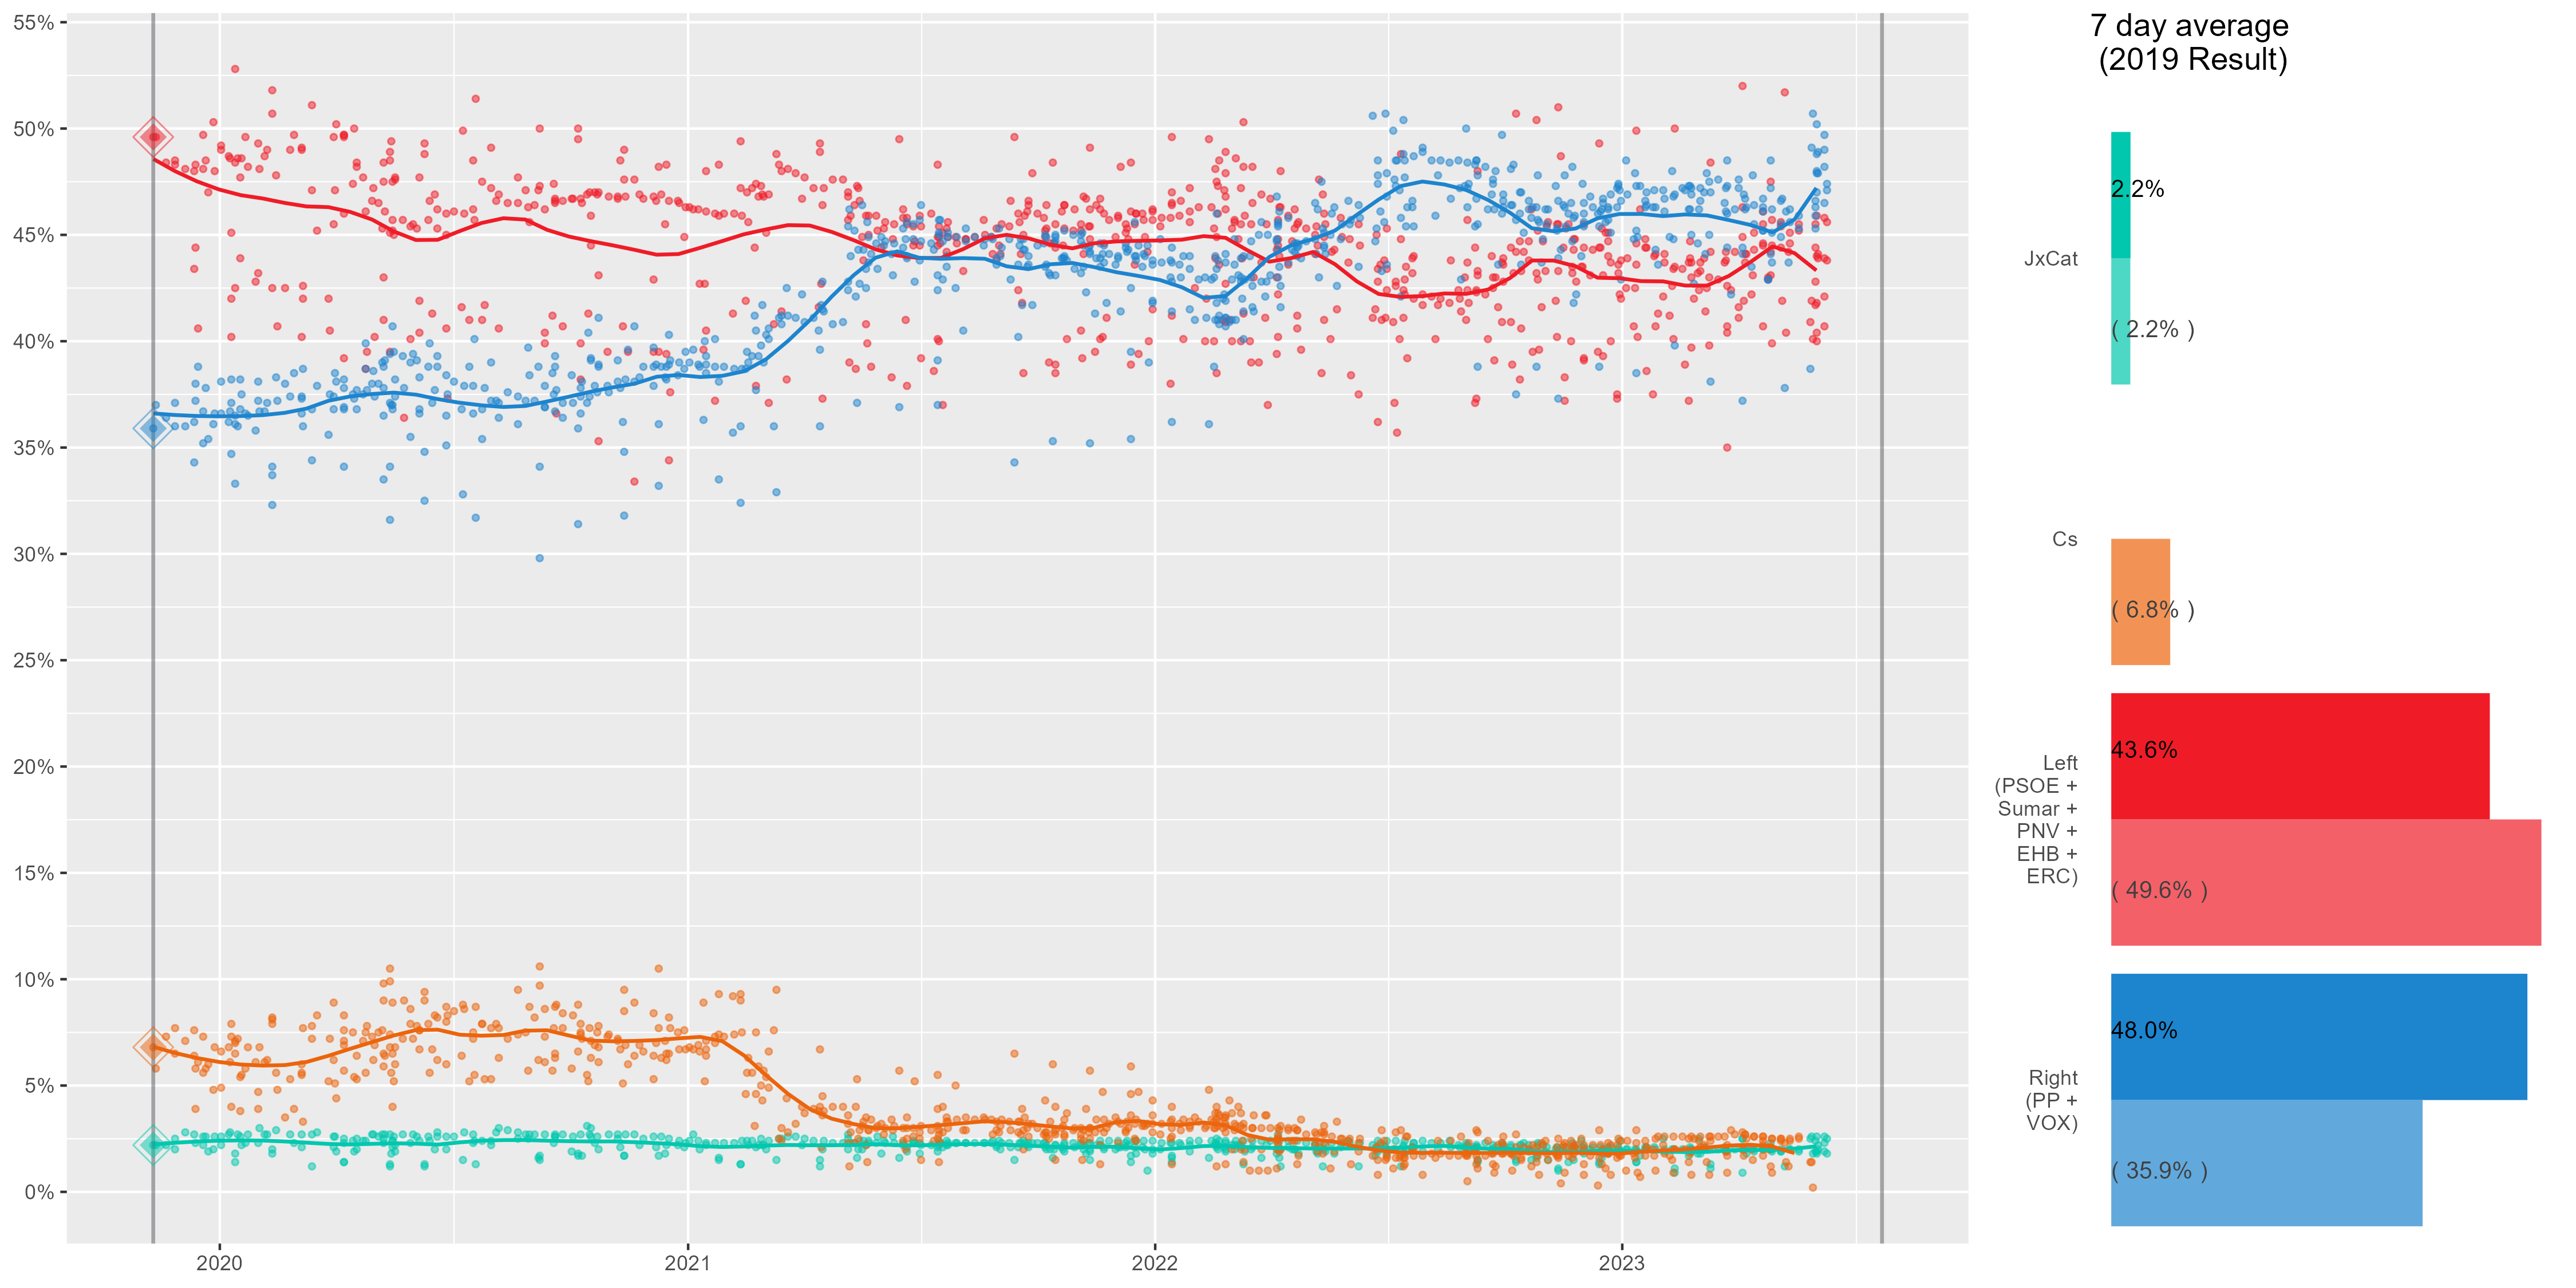 55%
50%
45%
40%
35%
30%
25%
20%
15%
10%
5%
0%
2020
2021
2022
2023
7 day average
(2019 Result)
JxCat
2.2%
( 2.2% )
Cs
( 6.8% )
Left
(PSOE +
Sumar +
PNV +
EHB +
ERC)
43.6%
( 49.6% )
Right
(PP +
VOX)
48.0%
( 35.9% )